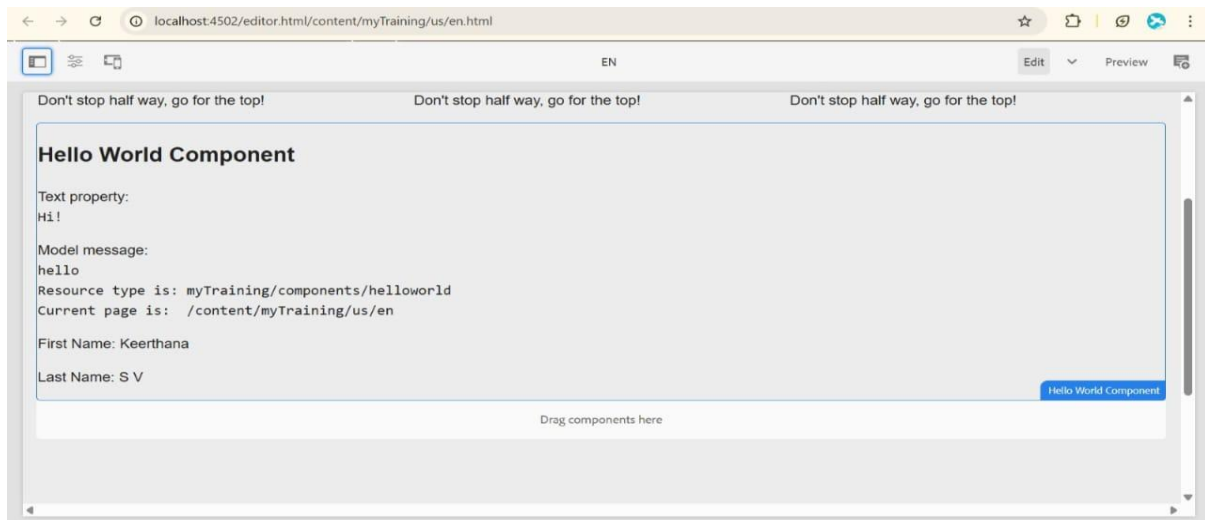 localhost:4502/editor.html/content/myTraining/us/en.html
EN
Edit
Preview
Don't stop half way, go for the top!
Don't stop half way, go for the top!
Don't stop half way, go for the top!
Hello World Component
Text property:
Hi!
Model message:
hello
Resource type is: myTraining/components/helloworld
Current page is:  /content/myTraining/us/en
First Name: Keerthana
Last Name: S V
Hello World Component
Drag components here